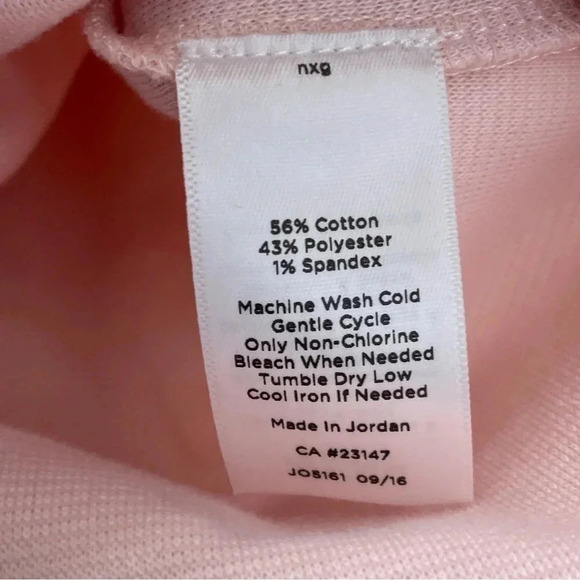 nxg
56% Cotton
43% Polyester
1% Spandex
Machine Wash Cold
Gentle Cycle
Only Non-Chlorine
Bleach When Needed
Tumble Dry Low
Cool Iron If Needed
Made In Jordan
CA #23147
JO5161 09/16